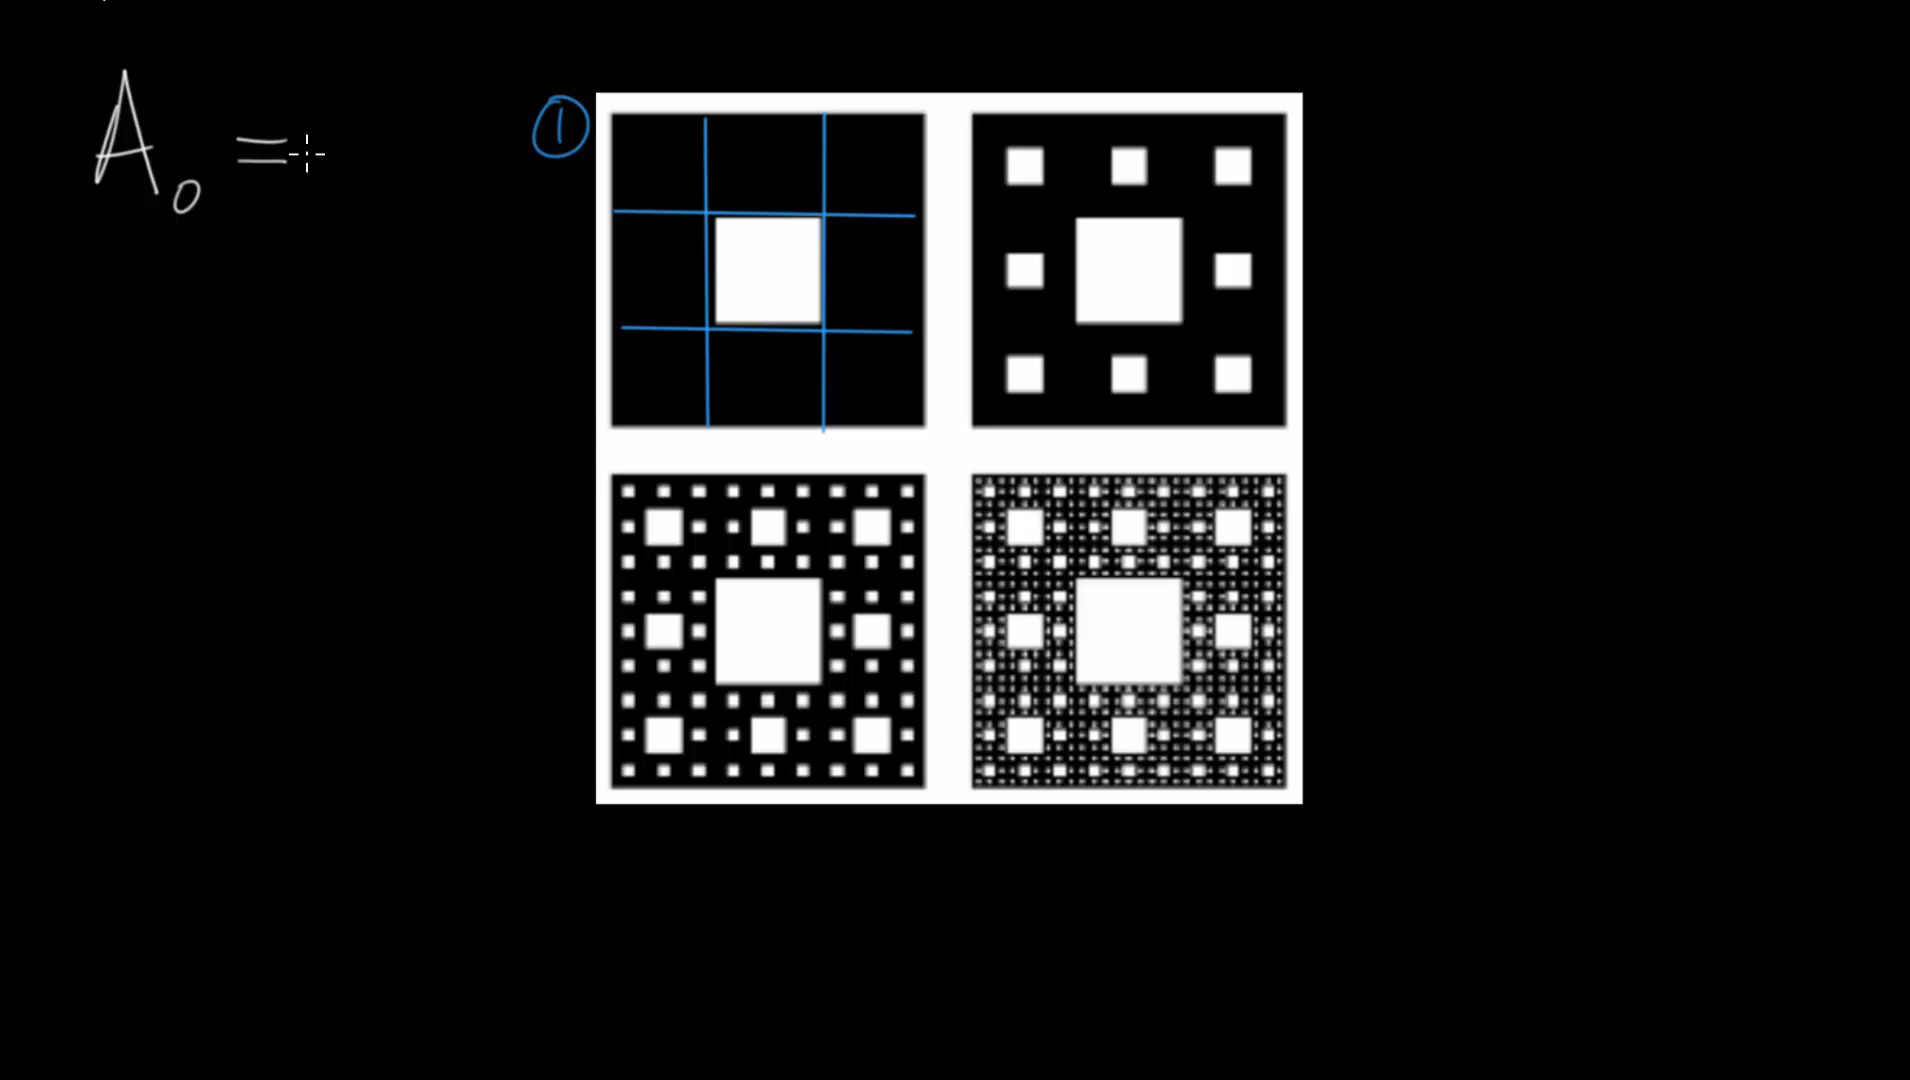 A₀ =
①